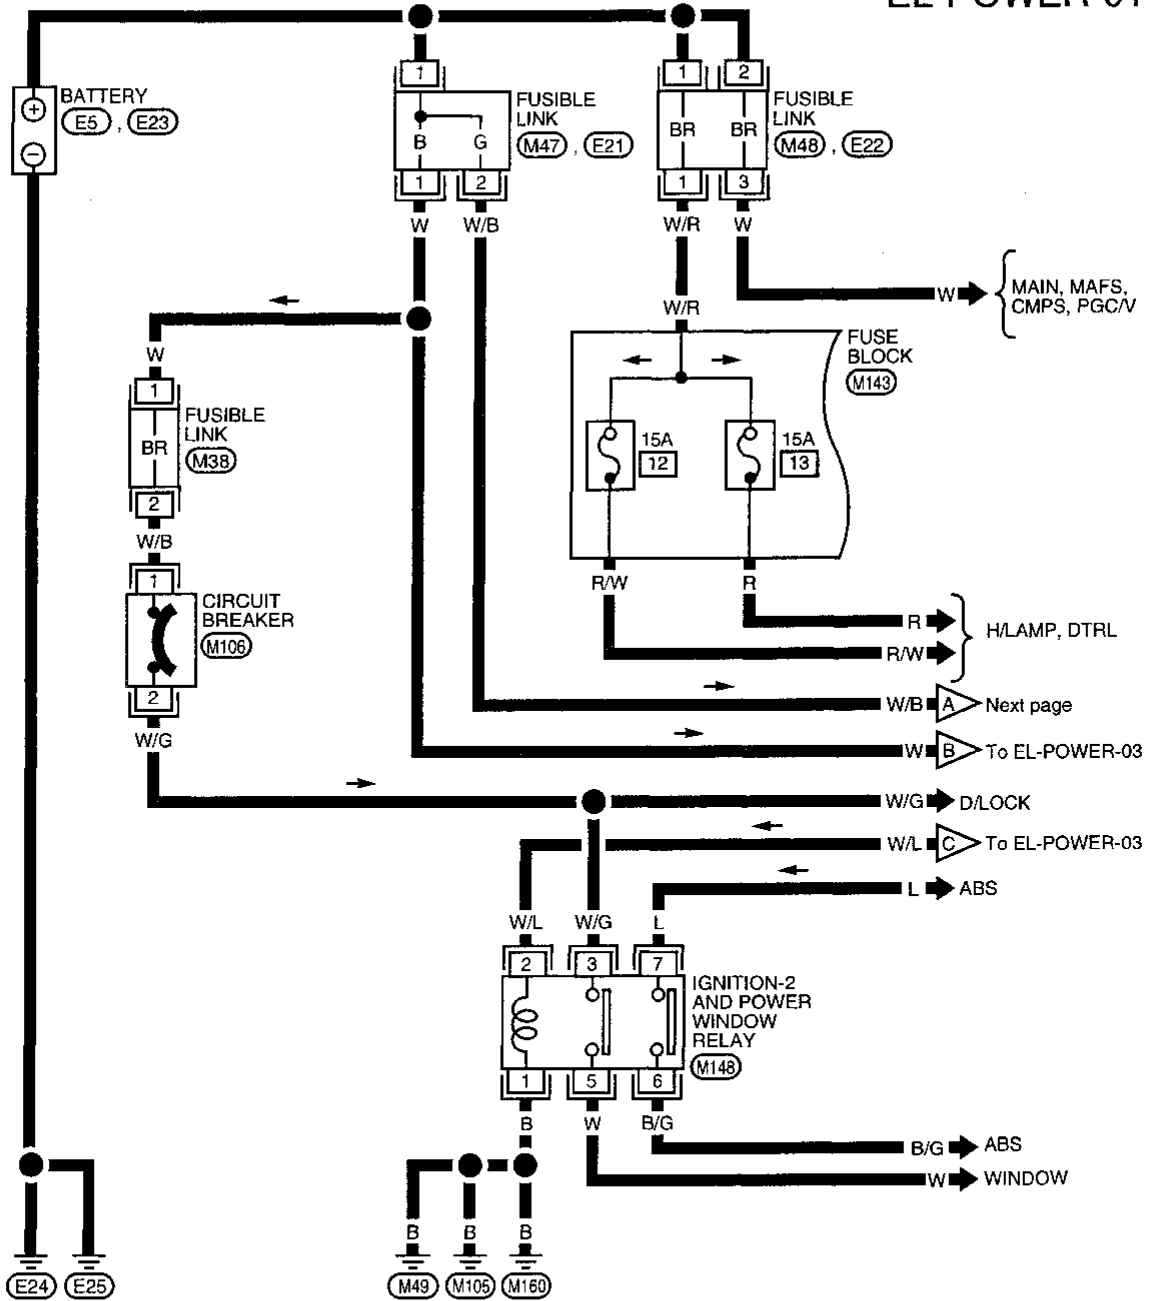 EL-POWER-01
BATTERY
E5 , E23
+
−
1
1 2
FUSIBLE
LINK
M47 , E21
B G
1 2
W W/B
FUSIBLE
LINK
M48 , E22
BR BR
1 3
W/R W
W/R
W
MAIN, MAFS,
CMPS, PGC/V
FUSE
BLOCK
M143
15A
12
15A
13
R/W R
R
R/W
H/LAMP, DTRL
W
1
FUSIBLE
LINK
M38
BR
2
W/B
1
CIRCUIT
BREAKER
M106
2
W/G
W/B A Next page
W B To EL-POWER-03
W/G D/LOCK
W/L C To EL-POWER-03
L ABS
W/L W/G L
2 3 7
IGNITION-2
AND POWER
WINDOW
RELAY
M148
1 5 6
B W B/G
B/G ABS
W WINDOW
B B B
E24 E25 M49 M105 M160